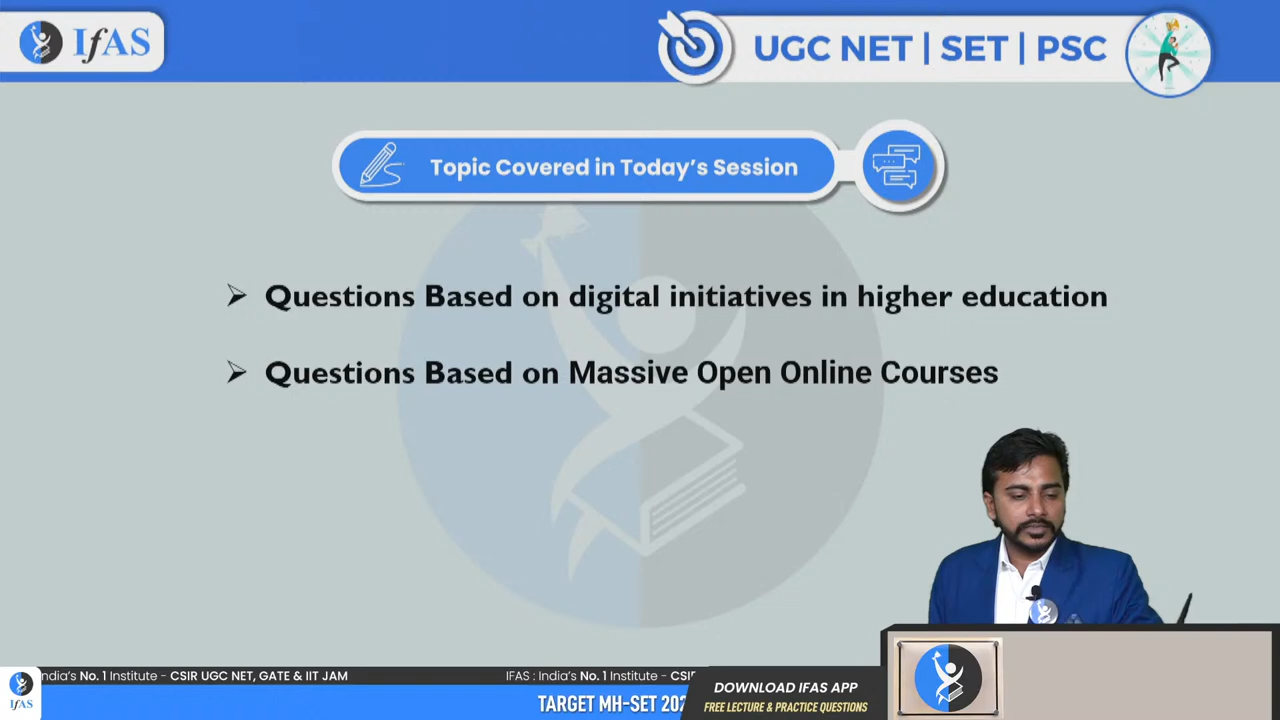 IfAS
UGC NET | SET | PSC
Topic Covered in Today's Session
➢ Questions Based on digital initiatives in higher education
➢ Questions Based on Massive Open Online Courses
India's No. 1 Institute - CSIR UGC NET, GATE & IIT JAM
IFAS : India's No. 1 Institute -
DOWNLOAD IFAS APP
FREE LECTURE & PRACTICE QUESTIONS
TARGET MH-SET
IfAS